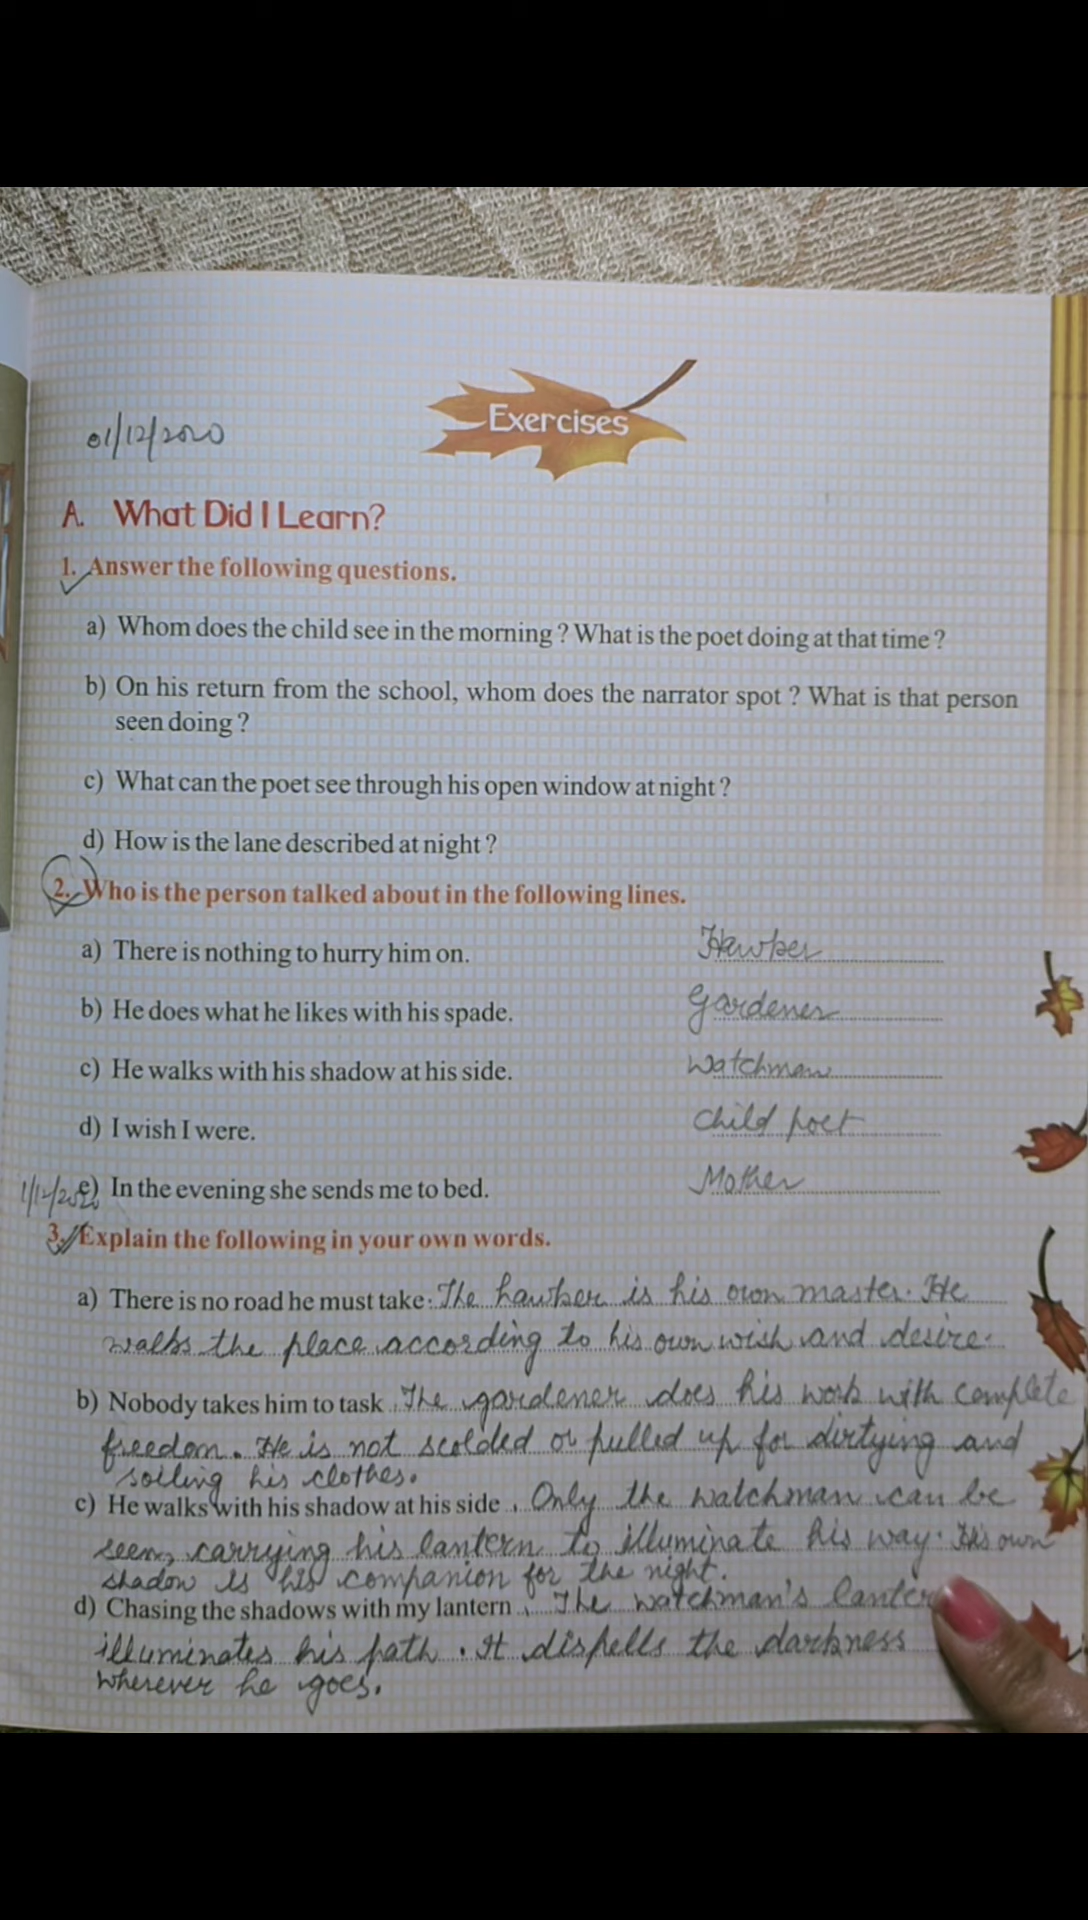 Exercises
01/12/2020
A. What Did I Learn?
1. Answer the following questions.
a) Whom does the child see in the morning ? What is the poet doing at that time ?
b) On his return from the school, whom does the narrator spot ? What is that person
seen doing ?
c) What can the poet see through his open window at night ?
d) How is the lane described at night ?
2. Who is the person talked about in the following lines.
a) There is nothing to hurry him on. Hawker
b) He does what he likes with his spade. Gardener
c) He walks with his shadow at his side. Watchman
d) I wish I were. Child poet
1/12/2020 e) In the evening she sends me to bed. Mother
3. Explain the following in your own words.
a) There is no road he must take. The hawker is his own master. He
walks the place according to his own wish and desire.
b) Nobody takes him to task. The gardener does his work with complete
freedom. He is not scolded or pulled up for dirtying and
soiling his clothes.
c) He walks with his shadow at his side. Only the watchman can be
seen, carrying his lantern to illuminate his way. His own
shadow is his companion for the night.
d) Chasing the shadows with my lantern. The watchman's lanter
illuminates his path. It dispells the darkness
wherever he goes.